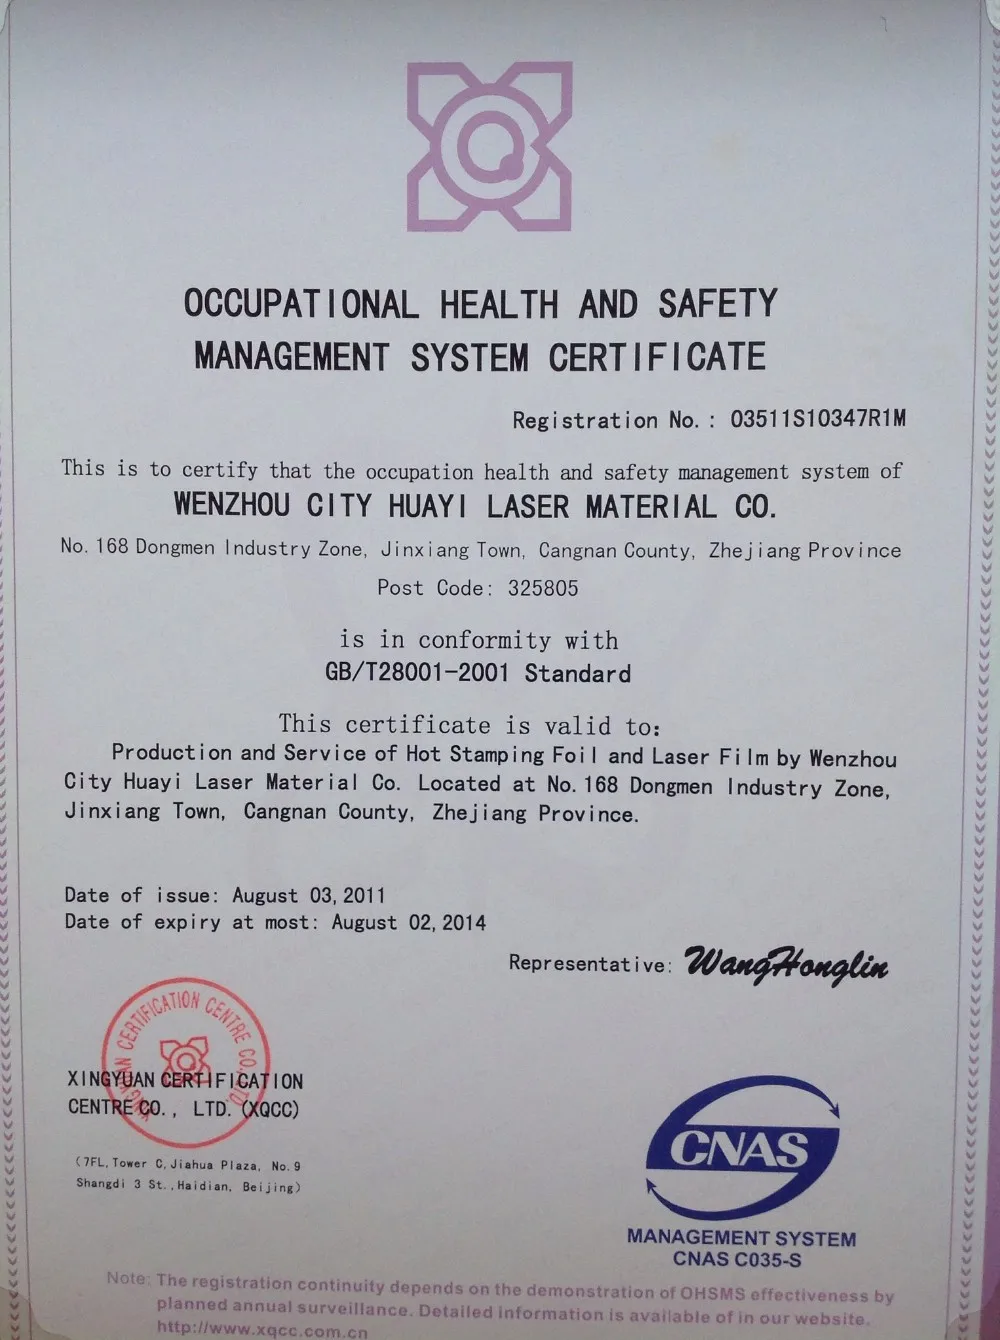 OCCUPATIONAL HEALTH AND SAFETY
MANAGEMENT SYSTEM CERTIFICATE
Registration No.: 03511S10347R1M
This is to certify that the occupation health and safety management system of
WENZHOU CITY HUAYI LASER MATERIAL CO.
No. 168 Dongmen Industry Zone, Jinxiang Town, Cangnan County, Zhejiang Province
Post Code: 325805
is in conformity with
GB/T28001-2001 Standard
This certificate is valid to:
Production and Service of Hot Stamping Foil and Laser Film by Wenzhou
City Huayi Laser Material Co. Located at No. 168 Dongmen Industry Zone,
Jinxiang Town, Cangnan County, Zhejiang Province.
Date of issue: August 03, 2011
Date of expiry at most: August 02, 2014
Representative: WangHonglin
XINGYUAN CERTIFICATION CENTRE CO., LTD.
XINGYUAN CERTIFICATION
CENTRE CO., LTD. (XQCC)
(7FL, Tower C, Jiahua Plaza, No. 9
Shangdi 3 St., Haidian, Beijing)
CNAS
MANAGEMENT SYSTEM
CNAS C035-S
Note: The registration continuity depends on the demonstration of OHSMS effectiveness by
planned annual surveillance. Detailed information is available of in our website.
http://www.xqcc.com.cn